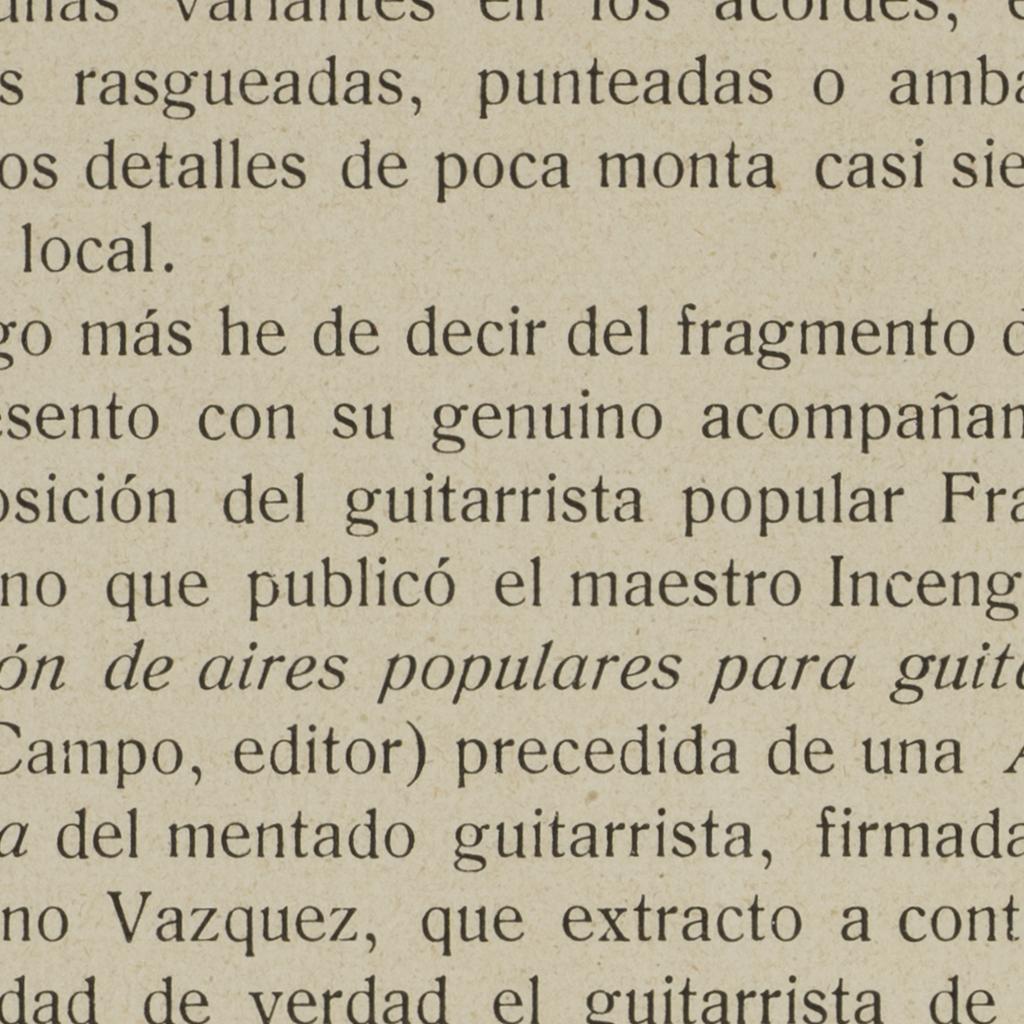 unas variantes en los acordes, e
s rasgueadas, punteadas o amba
os detalles de poca monta casi sie
local.
go más he de decir del fragmento d
esento con su genuino acompañan
osición del guitarrista popular Fra
no que publicó el maestro Inceng
ón de aires populares para guita
Campo, editor) precedida de una A
a del mentado guitarrista, firmada
no Vazquez, que extracto a cont
dad de verdad el guitarrista de